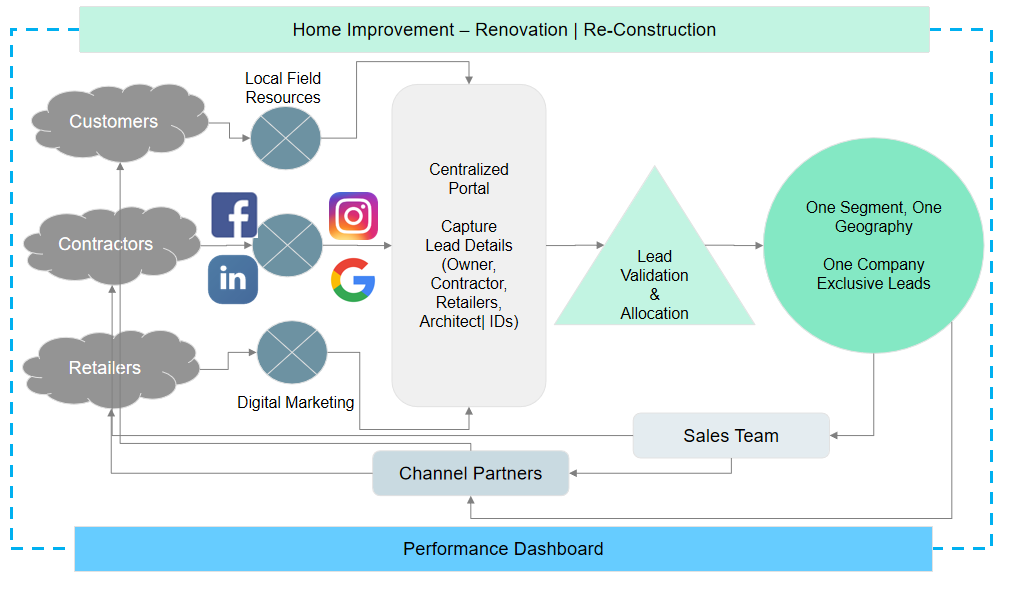 Home Improvement – Renovation | Re-Construction
Local Field
Resources
Customers
Contractors
f
in
G
Retailers
Digital Marketing
Centralized
Portal
Capture
Lead Details
(Owner,
Contractor,
Retailers,
Architect| IDs)
Lead
Validation
&
Allocation
One Segment, One
Geography
One Company
Exclusive Leads
Sales Team
Channel Partners
Performance Dashboard